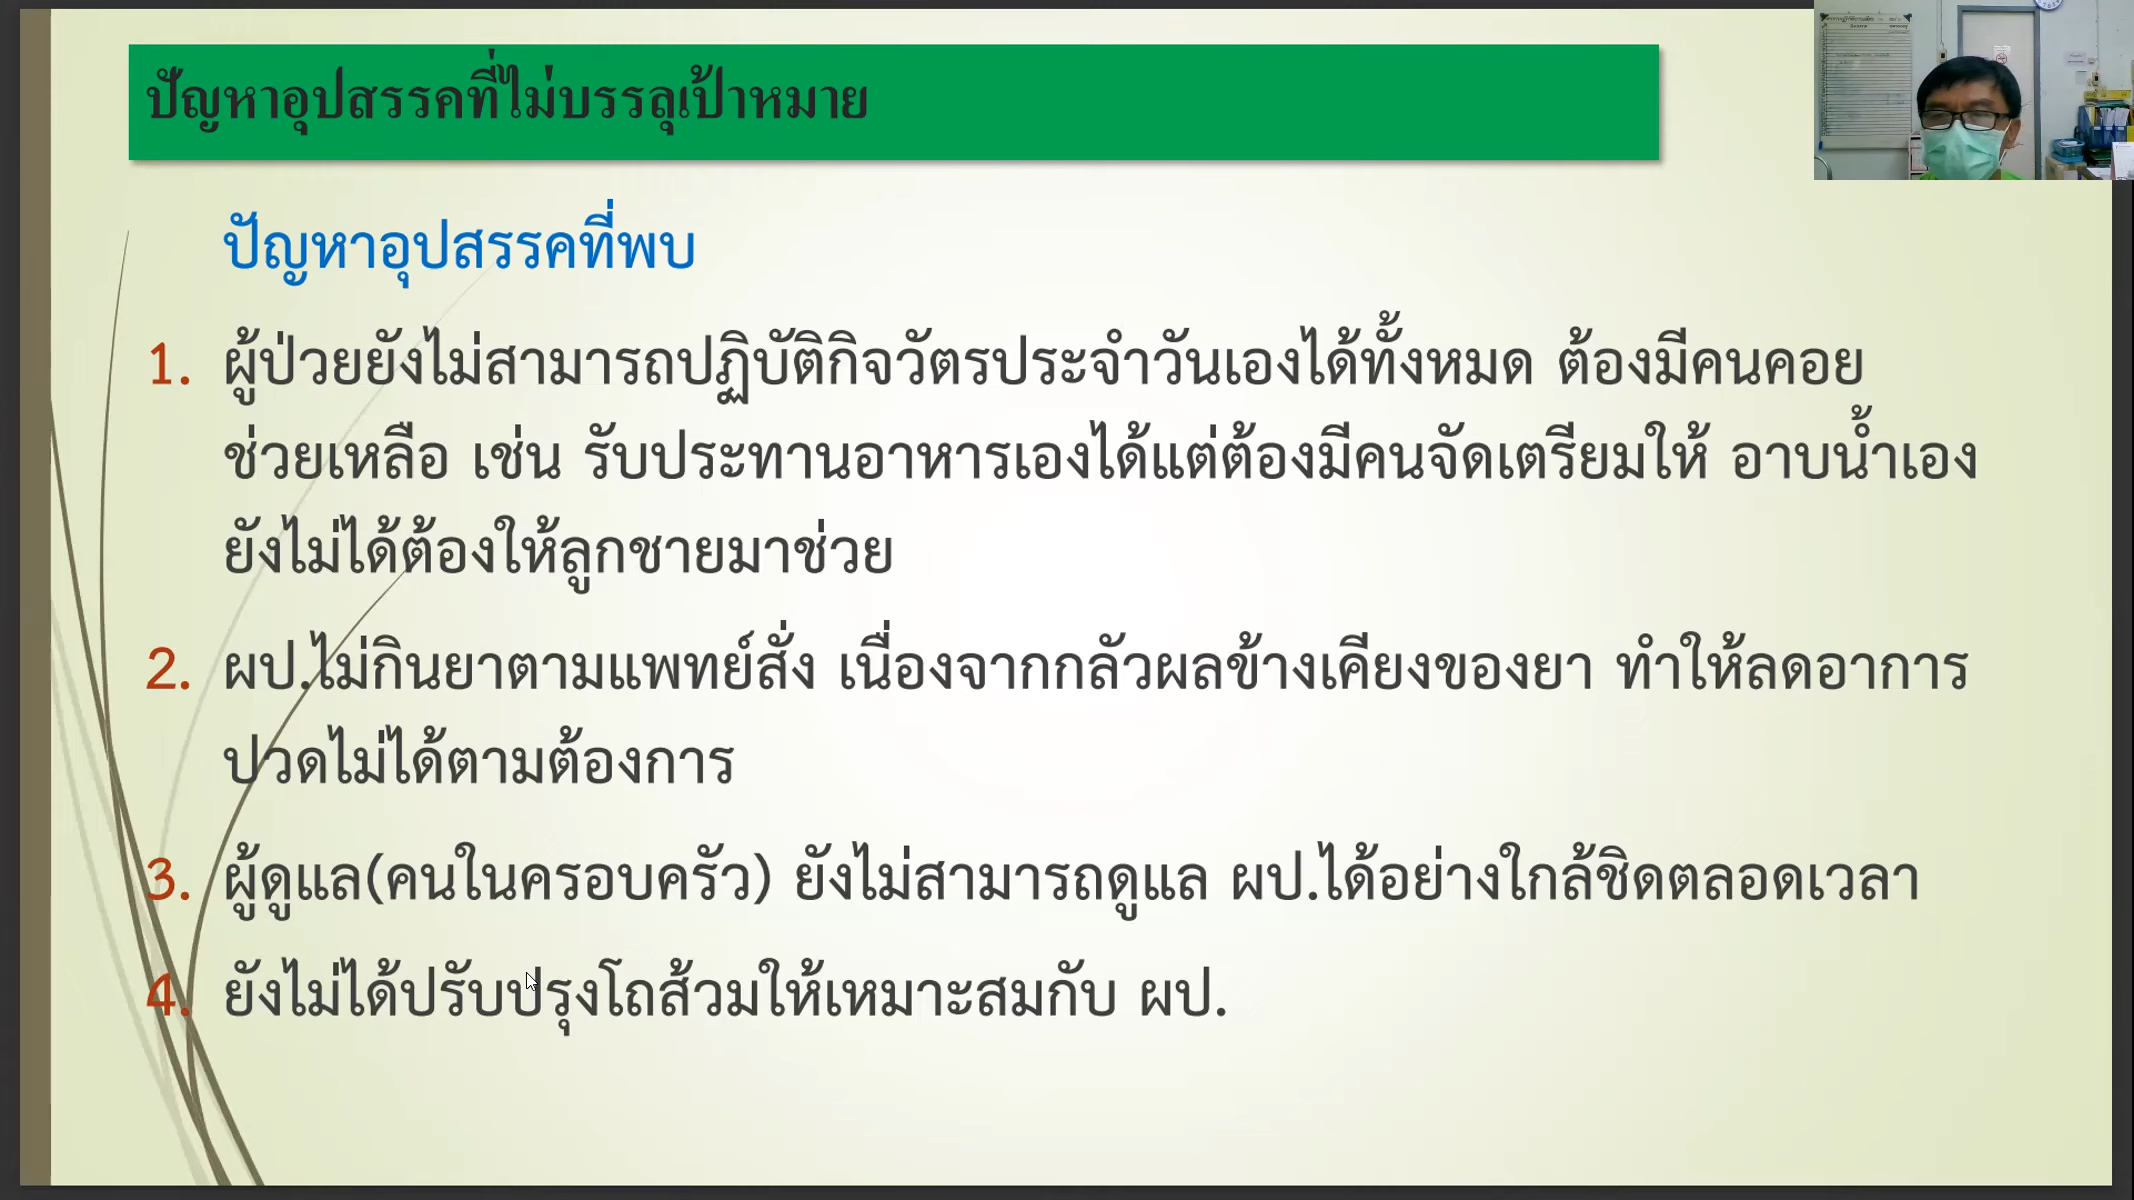 ปัญหาอุปสรรคที่ไม่บรรลุเป้าหมาย
ปัญหาอุปสรรคที่พบ
1. ผู้ป่วยยังไม่สามารถปฏิบัติกิจวัตรประจำวันเองได้ทั้งหมด ต้องมีคนคอย
ช่วยเหลือ เช่น รับประทานอาหารเองได้แต่ต้องมีคนจัดเตรียมให้ อาบน้ำเอง
ยังไม่ได้ต้องให้ลูกชายมาช่วย
2. ผป.ไม่กินยาตามแพทย์สั่ง เนื่องจากกลัวผลข้างเคียงของยา ทำให้ลดอาการ
ปวดไม่ได้ตามต้องการ
3. ผู้ดูแล(คนในครอบครัว) ยังไม่สามารถดูแล ผป.ได้อย่างใกล้ชิดตลอดเวลา
4. ยังไม่ได้ปรับปรุงโถส้วมให้เหมาะสมกับ ผป.